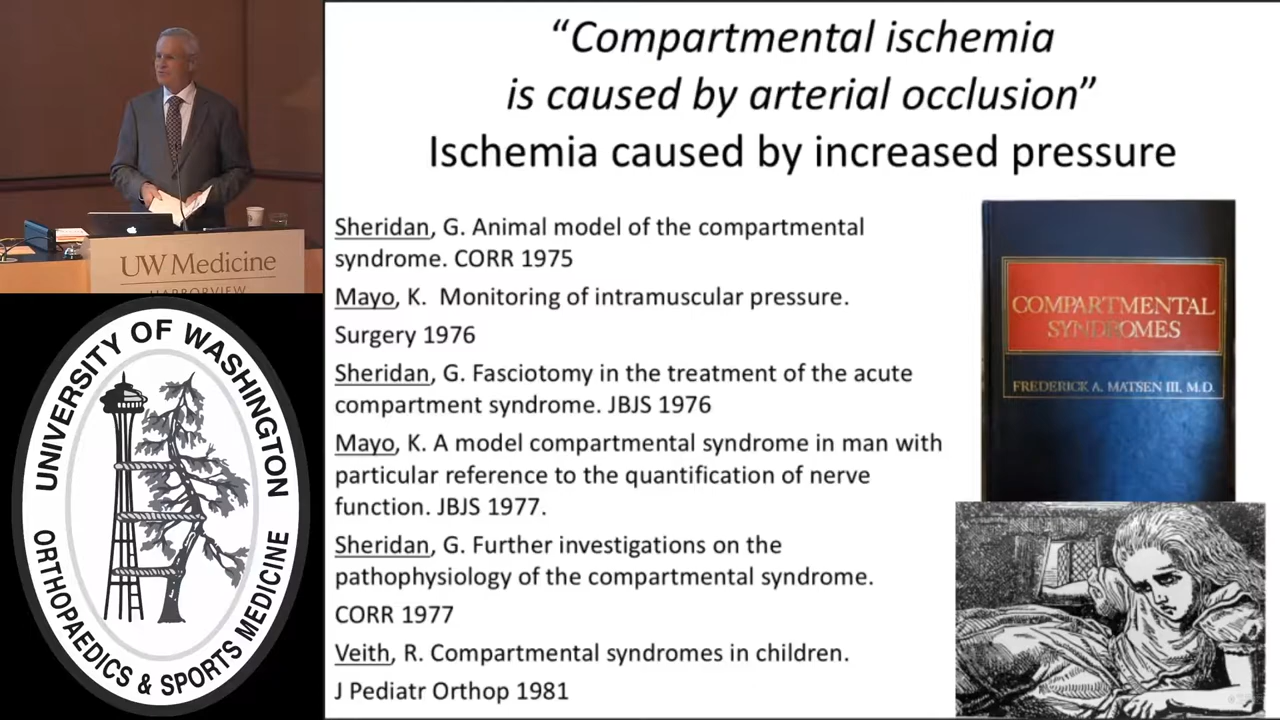 “Compartmental ischemia
is caused by arterial occlusion”
Ischemia caused by increased pressure
Sheridan, G. Animal model of the compartmental
syndrome. CORR 1975
Mayo, K. Monitoring of intramuscular pressure.
Surgery 1976
Sheridan, G. Fasciotomy in the treatment of the acute
compartment syndrome. JBJS 1976
Mayo, K. A model compartmental syndrome in man with
particular reference to the quantification of nerve
function. JBJS 1977.
Sheridan, G. Further investigations on the
pathophysiology of the compartmental syndrome.
CORR 1977
Veith, R. Compartmental syndromes in children.
J Pediatr Orthop 1981
COMPARTMENTAL
SYNDROMES
FREDERICK A. MATSEN III, M.D.
UW Medicine
HARBORVIEW
UNIVERSITY OF WASHINGTON
ORTHOPAEDICS & SPORTS MEDICINE